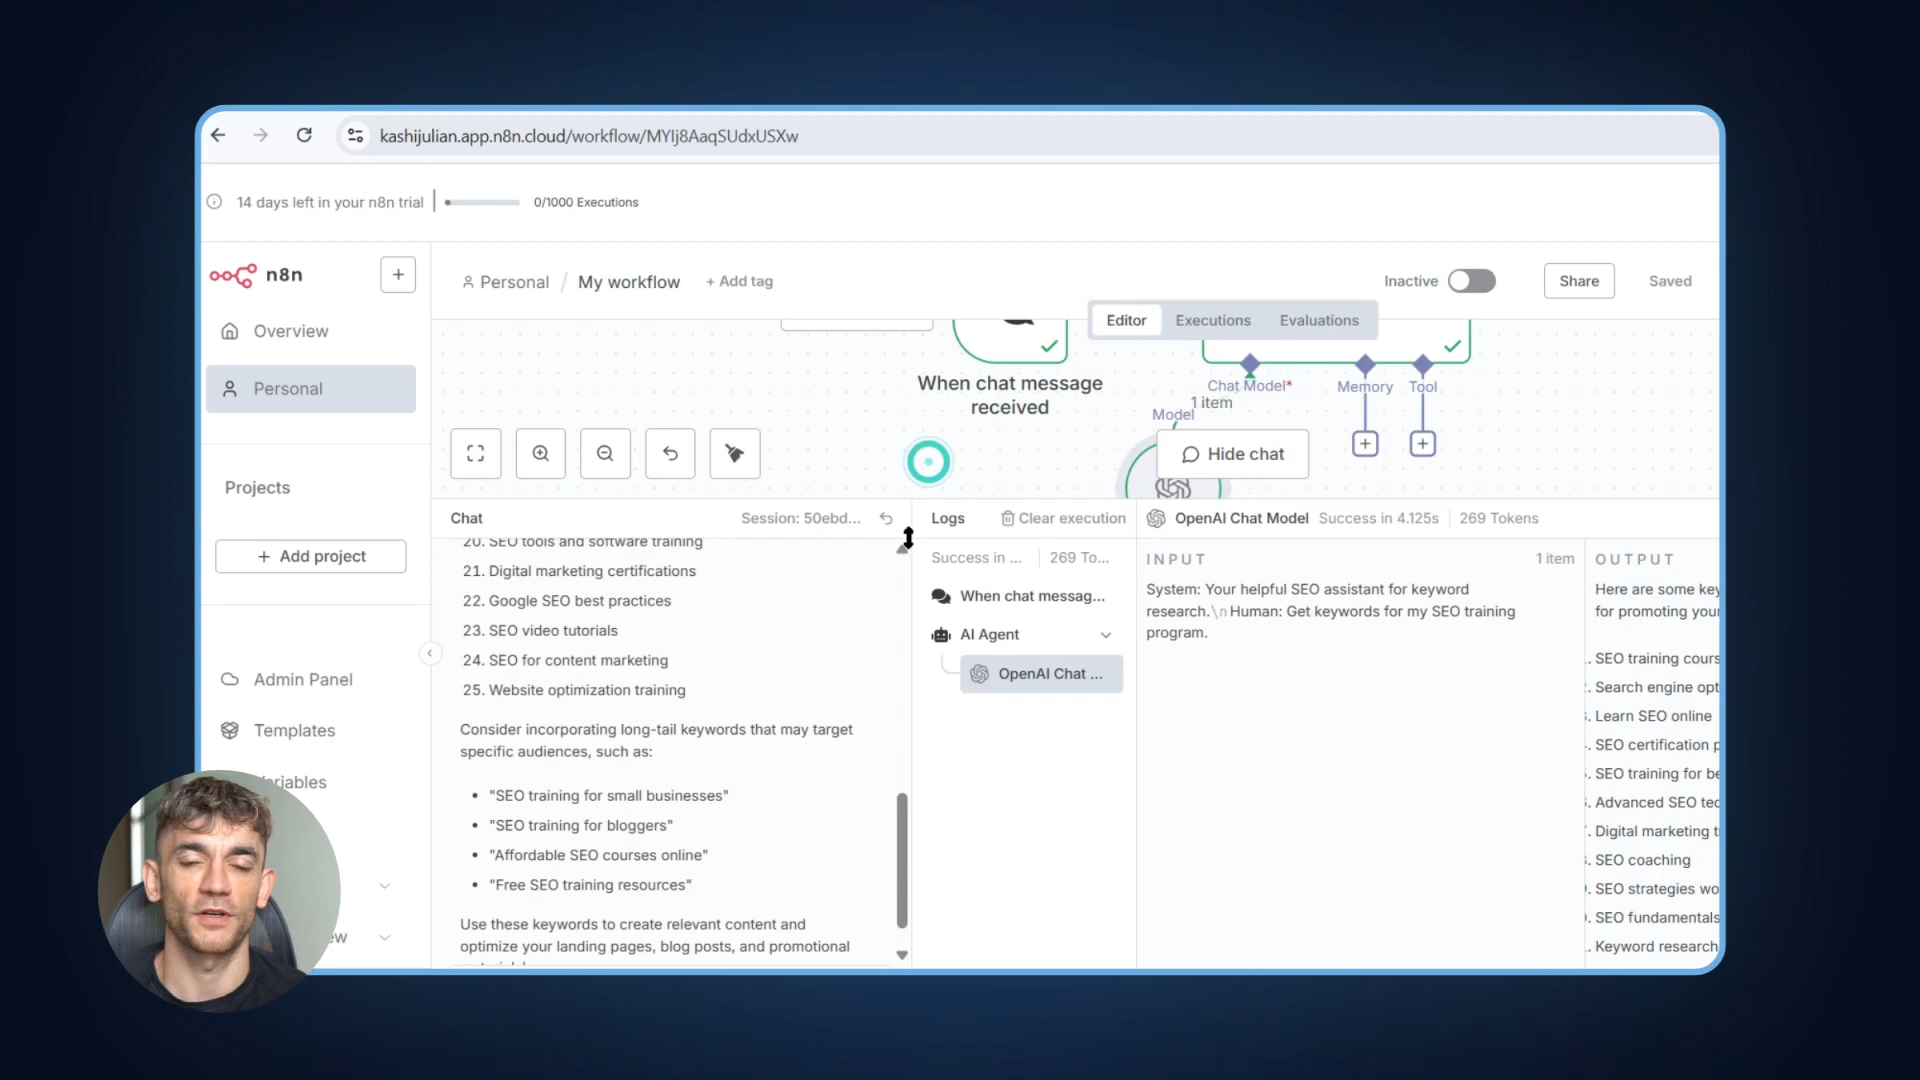 kashijulian.app.n8n.cloud/workflow/MYIj8AaqSUdxUSXw
14 days left in your n8n trial
0/1000 Executions
n8n
+
Overview
Personal
Projects
+ Add project
Admin Panel
Templates
ariables
ew
Personal / My workflow + Add tag
Inactive
Share
Saved
Editor Executions Evaluations
When chat message
received
Chat Model*
Memory
Tool
1 item
Model
Hide chat
Chat
Session: 50ebd...
20. SEO tools and software training
21. Digital marketing certifications
22. Google SEO best practices
23. SEO video tutorials
24. SEO for content marketing
25. Website optimization training
Consider incorporating long-tail keywords that may target
specific audiences, such as:
• "SEO training for small businesses"
• "SEO training for bloggers"
• "Affordable SEO courses online"
• "Free SEO training resources"
Use these keywords to create relevant content and
optimize your landing pages, blog posts, and promotional
Logs
Clear execution
Success in ...
269 To...
When chat messag...
AI Agent
OpenAI Chat ...
OpenAI Chat Model Success in 4.125s 269 Tokens
INPUT
1 item
System: Your helpful SEO assistant for keyword
research.\n Human: Get keywords for my SEO training
program.
OUTPUT
Here are some key
for promoting your
. SEO training cours
. Search engine opt
. Learn SEO online
. SEO certification p
. SEO training for be
. Advanced SEO tec
. Digital marketing t
. SEO coaching
. SEO strategies wo
. SEO fundamentals
. Keyword research